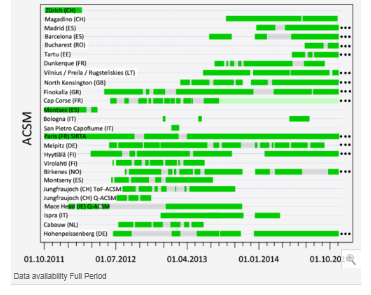 Zürich (CH)
Magadino (CH)
Madrid (ES)
Barcelona (ES)
Bucharest (RO)
Tartu (EE)
Dunkerque (FR)
Vilnius / Preila / Rugsteliskes (LT)
North Kensington (GB)
Finokalia (GR)
Cap Corse (FR)
Montsec (ES)
Bologna (IT)
San Pietro Capofiume (IT)
Paris (FR) SIRTA
Melpitz (DE)
Hyytiälä (FI)
Virolahti (FI)
Birkenes (NO)
Montseny (ES)
Jungfraujoch (CH) ToF-ACSM
Jungfraujoch (CH) Q-ACSM
Mace Head (IE) Q-ACSM
Ispra (IT)
Cabauw (NL)
Hohenpeissenberg (DE)
ACSM
01.10.2011 01.07.2012 01.04.2013 01.01.2014 01.10.20
Data availability Full Period